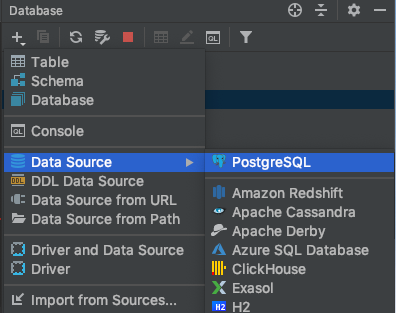 Database
Table
Schema
Database
QL Console
Data Source
PostgreSQL
DDL DDL Data Source
Amazon Redshift
Data Source from URL
Apache Cassandra
Data Source from Path
Apache Derby
Driver and Data Source
Azure SQL Database
Driver
ClickHouse
Exasol
Import from Sources...
H2 H2